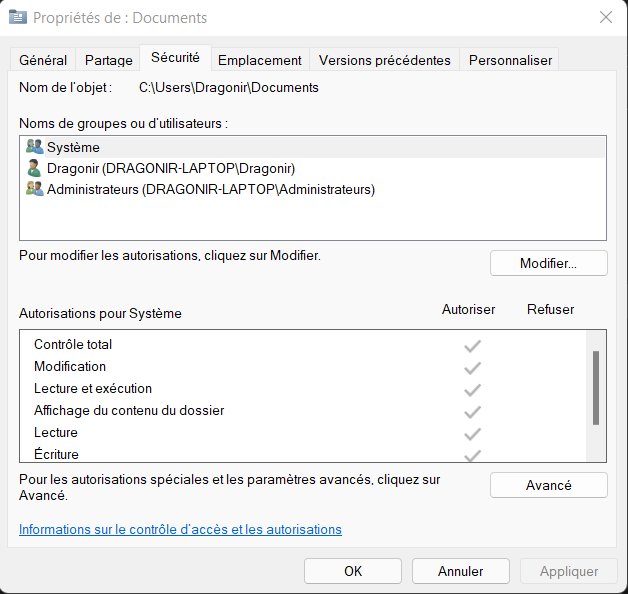 Propriétés de : Documents
Général Partage Sécurité Emplacement Versions précédentes Personnaliser
Nom de l'objet : C:\Users\Dragonir\Documents
Noms de groupes ou d'utilisateurs :
Système
Dragonir (DRAGONIR-LAPTOP\Dragonir)
Administrateurs (DRAGONIR-LAPTOP\Administrateurs)
Pour modifier les autorisations, cliquez sur Modifier.
Modifier...
Autorisations pour Système Autoriser Refuser
Contrôle total
Modification
Lecture et exécution
Affichage du contenu du dossier
Lecture
Écriture
Pour les autorisations spéciales et les paramètres avancés, cliquez sur
Avancé.
Avancé
Informations sur le contrôle d'accès et les autorisations
OK Annuler Appliquer